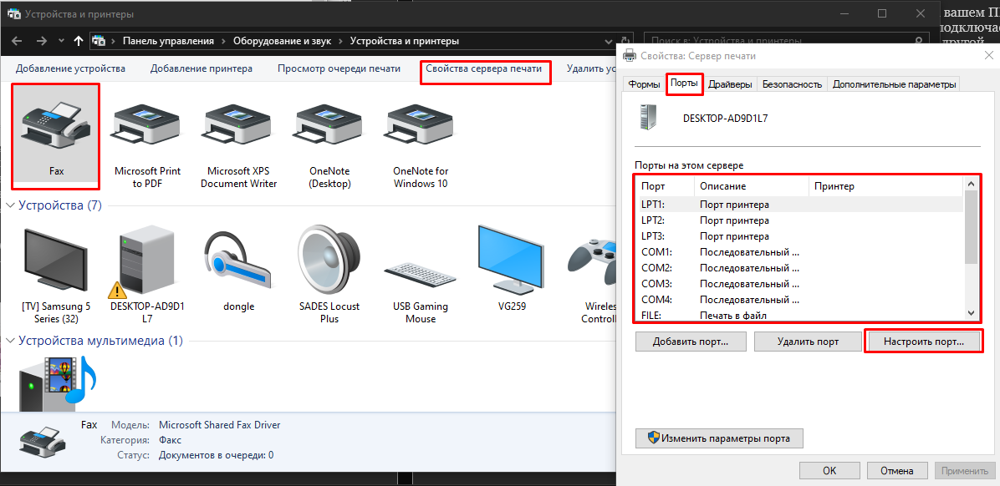 Устройства и принтеры
вашем П
Панель управления
Оборудование и звук
Устройства и принтеры
Поиск в: Устройства и принтеры
подключае
другой
Добавление устройства
Добавление принтера
Просмотр очереди печати
Свойства сервера печати
Удалить ус
Fax
Microsoft Print
to PDF
Microsoft XPS
Document Writer
OneNote
(Desktop)
OneNote for
Windows 10
Устройства (7)
[TV] Samsung 5
Series (32)
DESKTOP-AD9D1
L7
dongle
SADES Locust
Plus
USB Gaming
Mouse
VG259
Wireles
Controll
Устройства мультимедиа (1)
Fax
Модель: Microsoft Shared Fax Driver
Категория: Факс
Статус: Документов в очереди: 0
Свойства: Сервер печати
Формы
Порты
Драйверы
Безопасность
Дополнительные параметры
DESKTOP-AD9D1L7
Порты на этом сервере
Порт Описание Принтер
LPT1: Порт принтера
LPT2: Порт принтера
LPT3: Порт принтера
COM1: Последовательный ...
COM2: Последовательный ...
COM3: Последовательный ...
COM4: Последовательный ...
FILE: Печать в файл
Добавить порт...
Удалить порт
Настроить порт...
Изменить параметры порта
ОК
Отмена
Применить